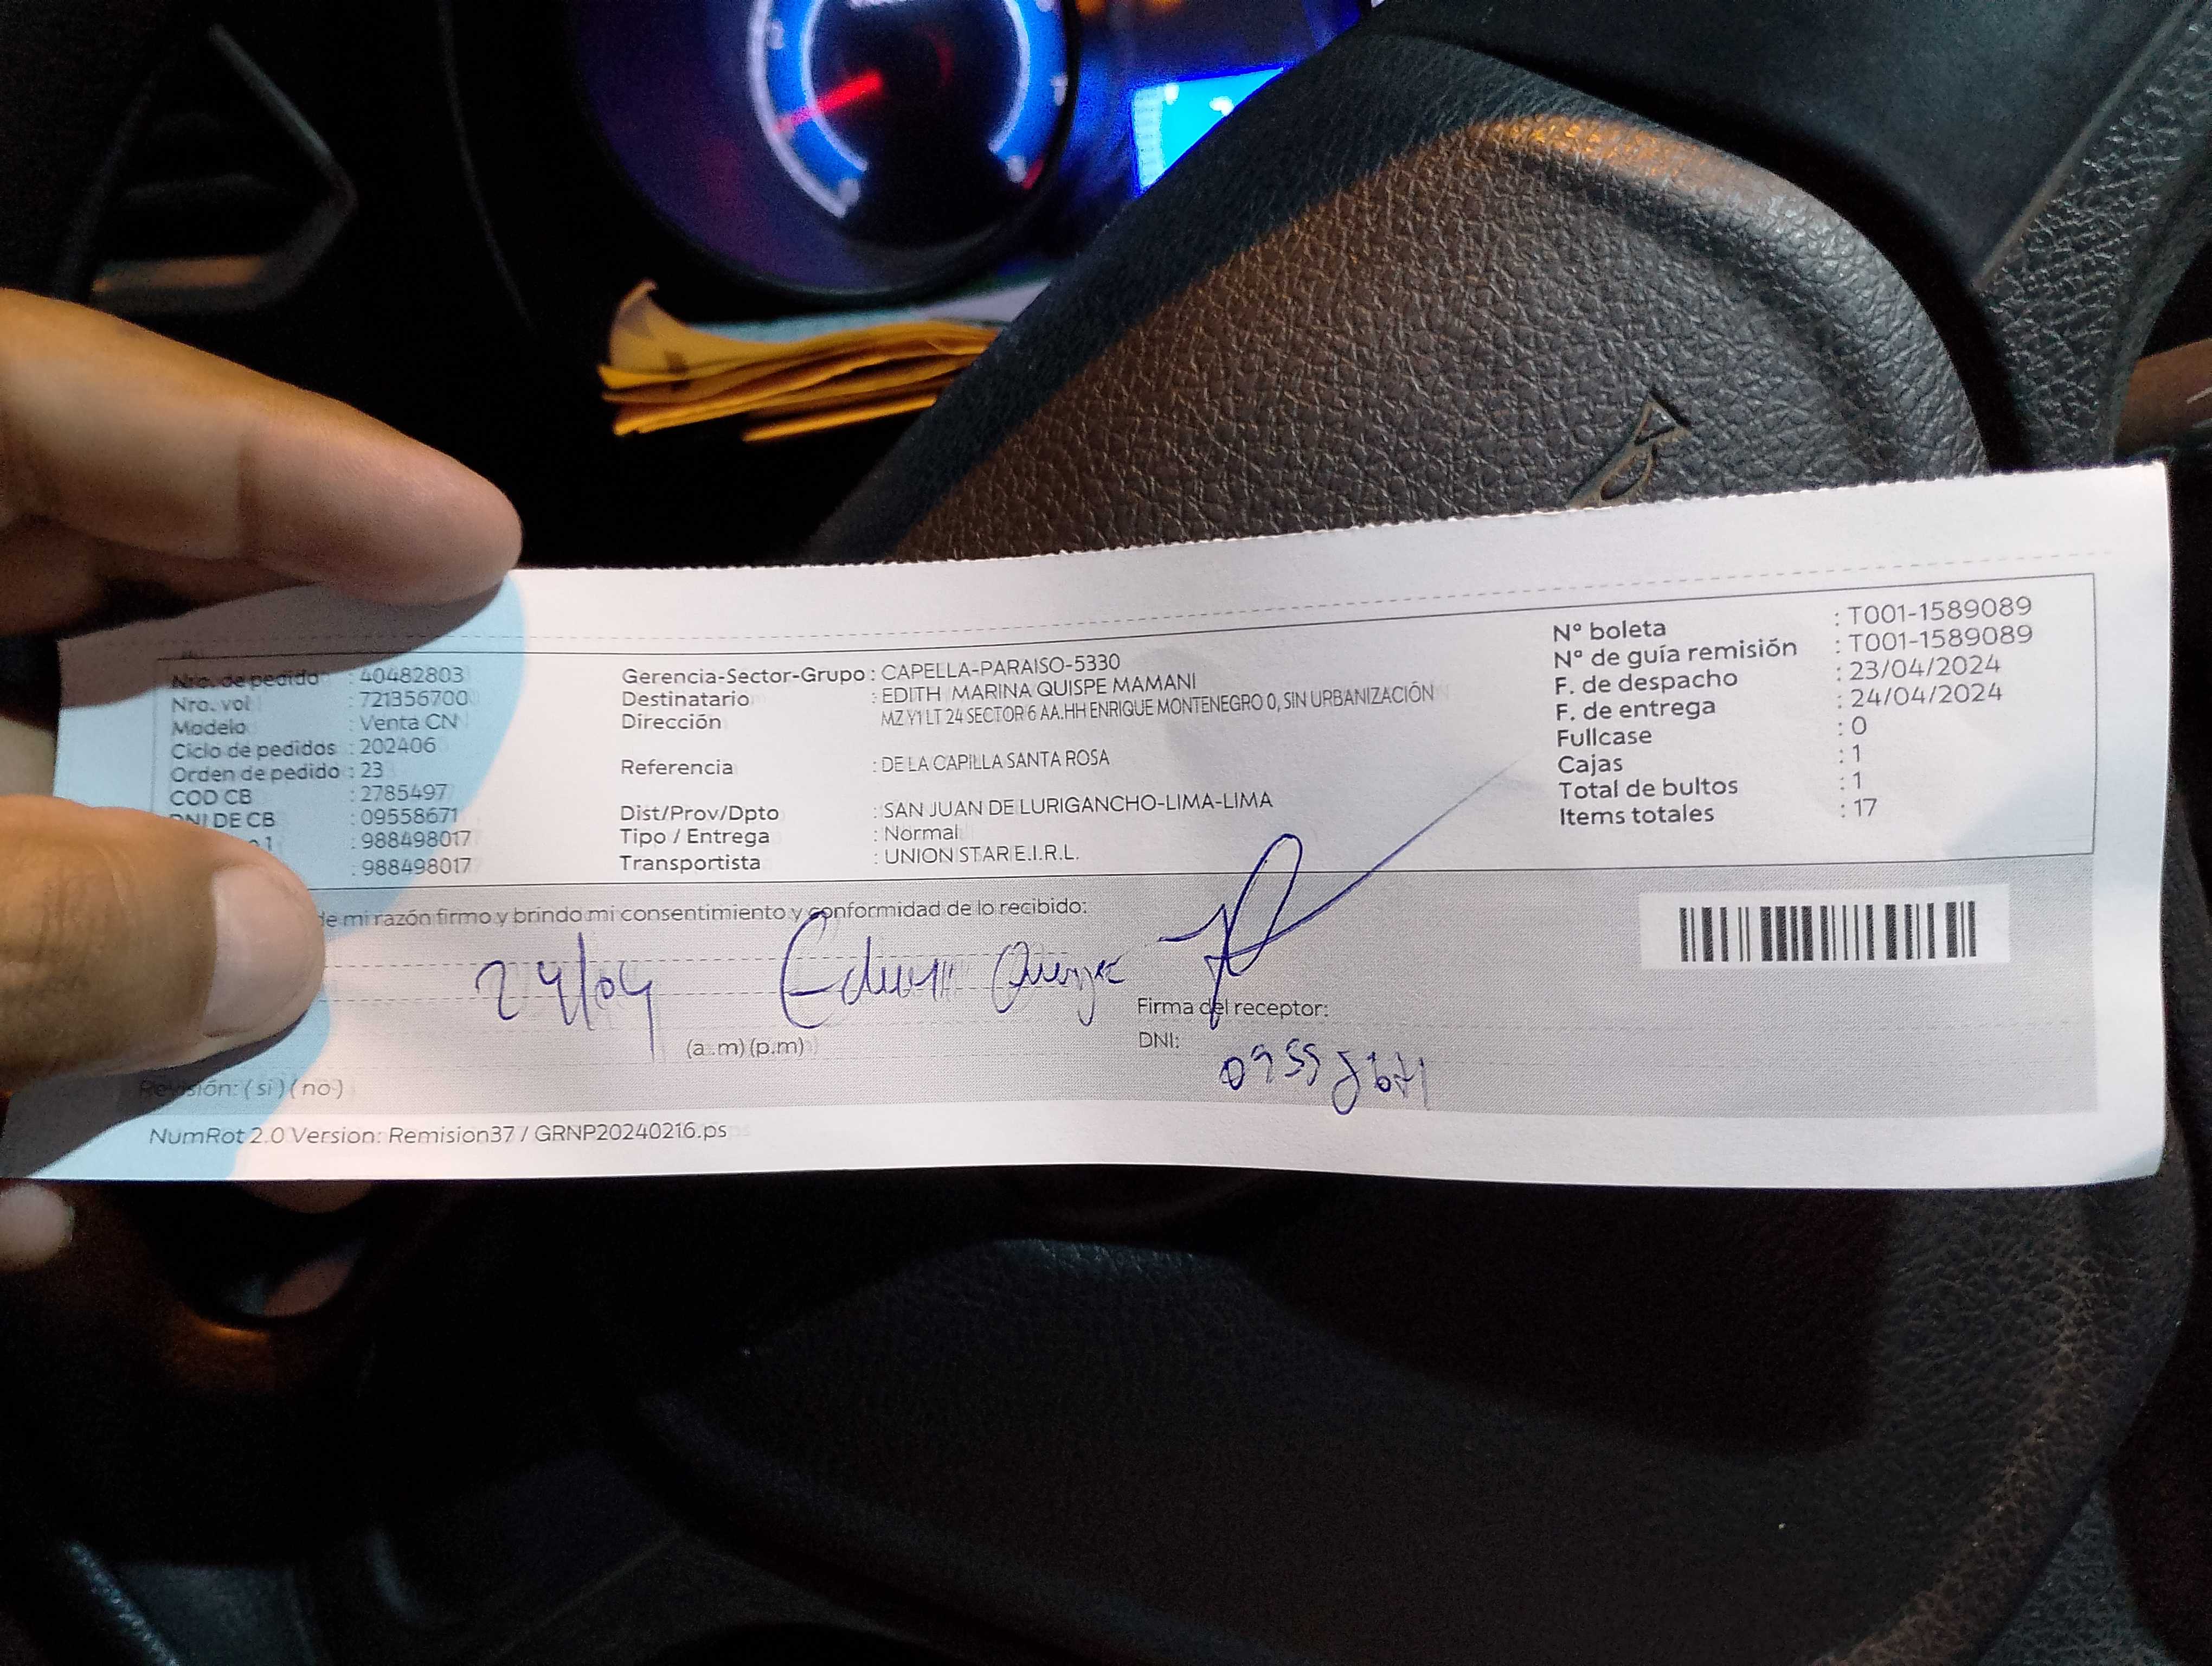 Nro. de pedido : 40482803
Nro. vol : 721356700
Modelo : Venta CN
Ciclo de pedidos : 202406
Orden de pedido : 23
COD CB : 2785497
DNI DE CB : 09558671
1 : 988498017
: 988498017
Gerencia-Sector-Grupo : CAPELLA-PARAISO-5330
Destinatario : EDITH MARINA QUISPE MAMANI
Dirección MZ Y1 LT 24 SECTOR 6 AA.HH ENRIQUE MONTENEGRO 0, SIN URBANIZACIÓN
Referencia : DE LA CAPILLA SANTA ROSA
Dist/Prov/Dpto : SAN JUAN DE LURIGANCHO-LIMA-LIMA
Tipo / Entrega : Normal
Transportista : UNION STAR E.I.R.L.
N° boleta : T001-1589089
N° de guía remisión : T001-1589089
F. de despacho : 23/04/2024
F. de entrega : 24/04/2024
Fullcase : 0
Cajas : 1
Total de bultos : 1
Items totales : 17
de mi razón firmo y brindo mi consentimiento y conformidad de lo recibido:
24/04
Firma del receptor:
(a.m) (p.m)
DNI:
09558671
Revisión: ( si ) ( no )
NumRot 2.0 Version: Remision37 / GRNP20240216.ps